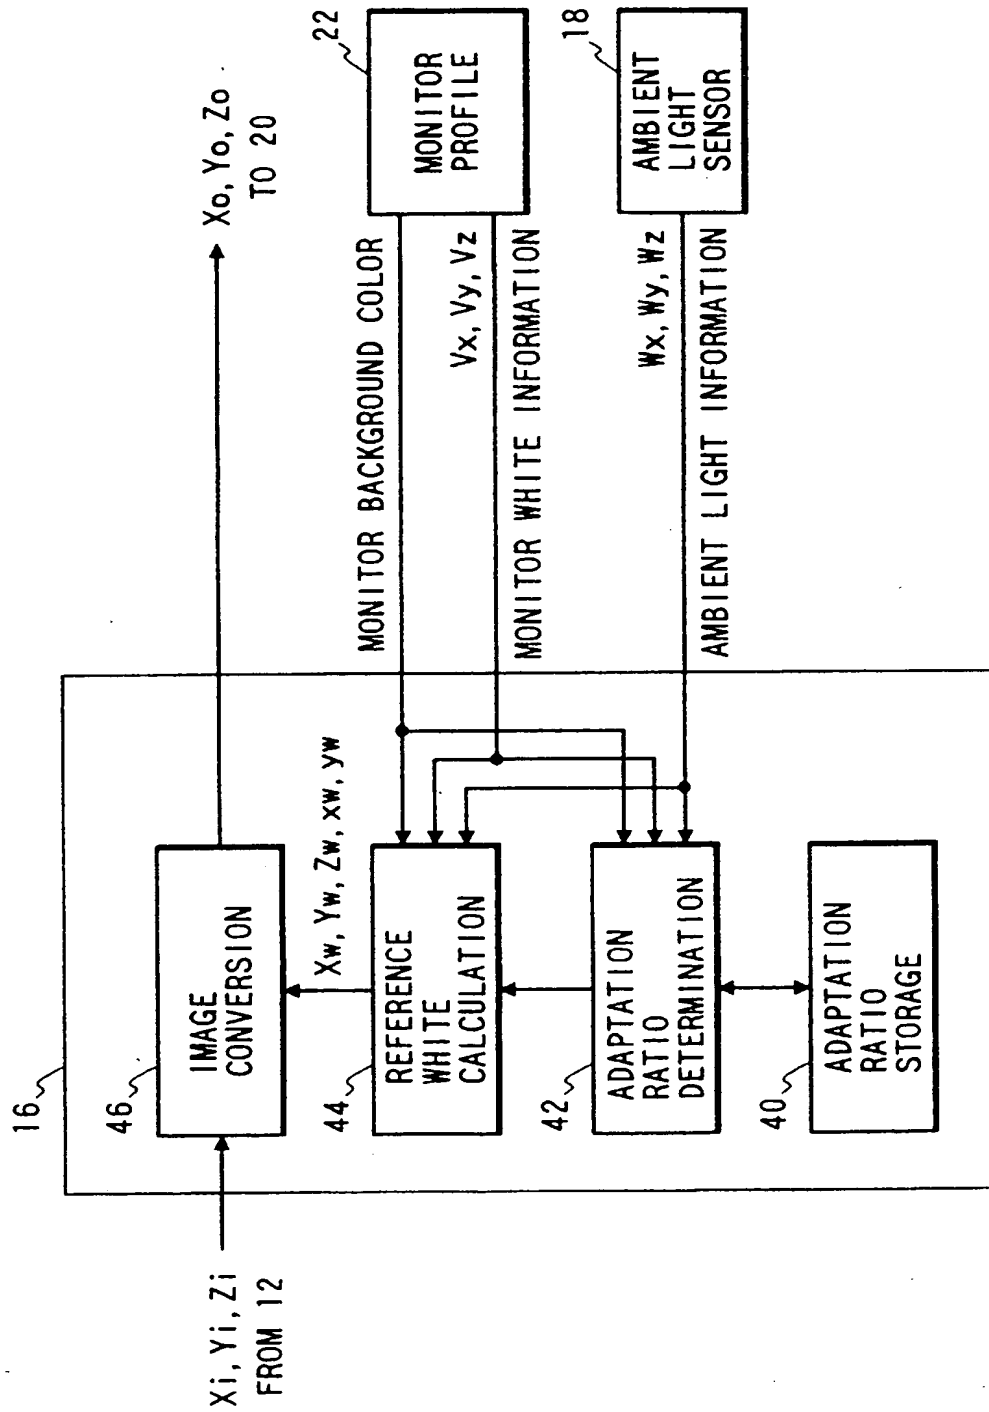 16
Xi, Yi, Zi
FROM 12
46
IMAGE
CONVERSION
Xo, Yo, Zo
TO 20
Xw, Yw, Zw, xw, yw
44
REFERENCE
WHITE
CALCULATION
MONITOR BACKGROUND COLOR
Vx, Vy, Vz
MONITOR WHITE INFORMATION
22
MONITOR
PROFILE
42
ADAPTATION
RATIO
DETERMINATION
Wx, Wy, Wz
AMBIENT LIGHT INFORMATION
18
AMBIENT
LIGHT
SENSOR
40
ADAPTATION
RATIO
STORAGE